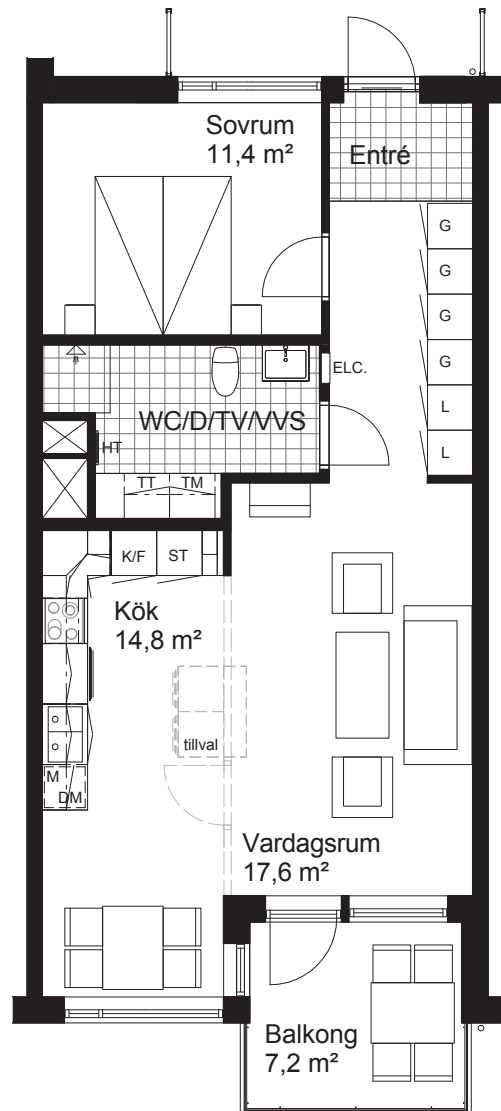 Sovrum
11,4 m²
Entré
G
G
G
G
L
L
ELC.
WC/D/TV/VVS
HT
TT
TM
K/F
ST
Kök
14,8 m²
tillval
M
DM
Vardagsrum
17,6 m²
Balkong
7,2 m²